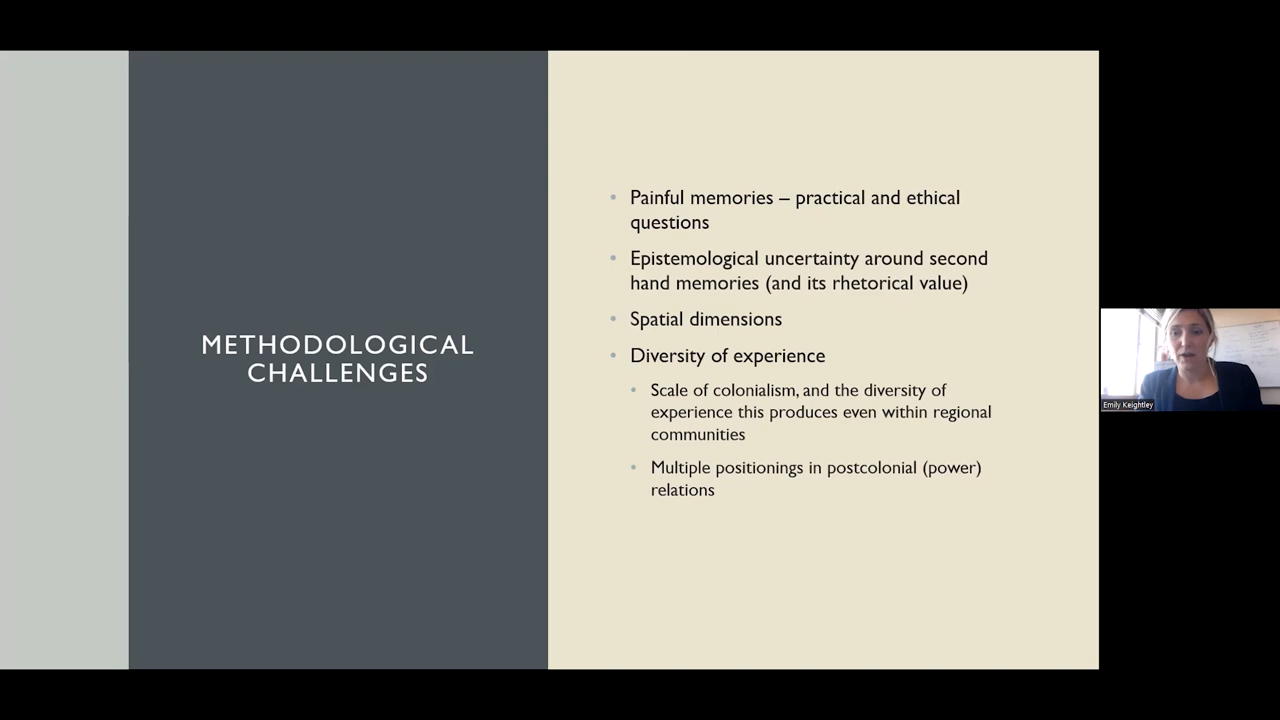 METHODOLOGICAL
CHALLENGES
• Painful memories – practical and ethical
questions
• Epistemological uncertainty around second
hand memories (and its rhetorical value)
• Spatial dimensions
• Diversity of experience
• Scale of colonialism, and the diversity of
experience this produces even within regional
communities
• Multiple positionings in postcolonial (power)
relations
Emily Keightley